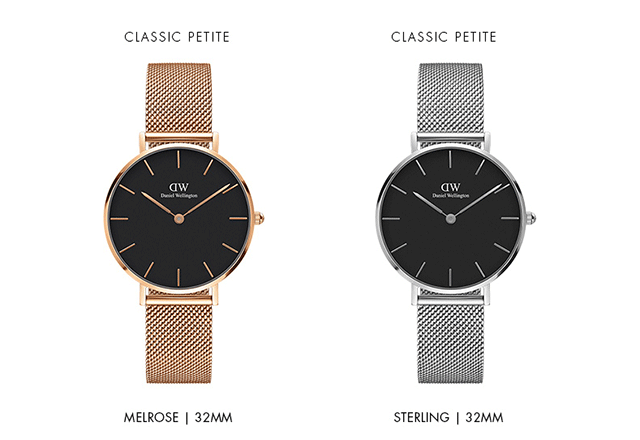 CLASSIC PETITE
DW
Daniel Wellington
MELROSE | 32MM
CLASSIC PETITE
DW
Daniel Wellington
STERLING | 32MM